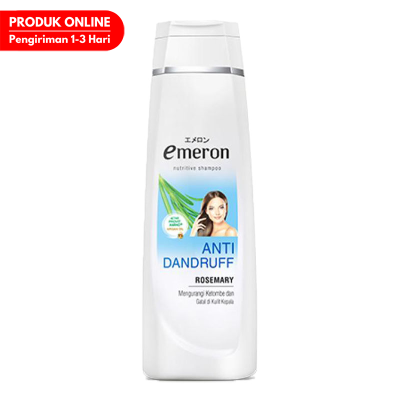 PRODUK ONLINE
Pengiriman 1-3 Hari
エメロン
emeron
nutritive shampoo
ANTI
DANDRUFF
ROSEMARY
Mengurangi Ketombe dan
Gatal di Kulit Kepala